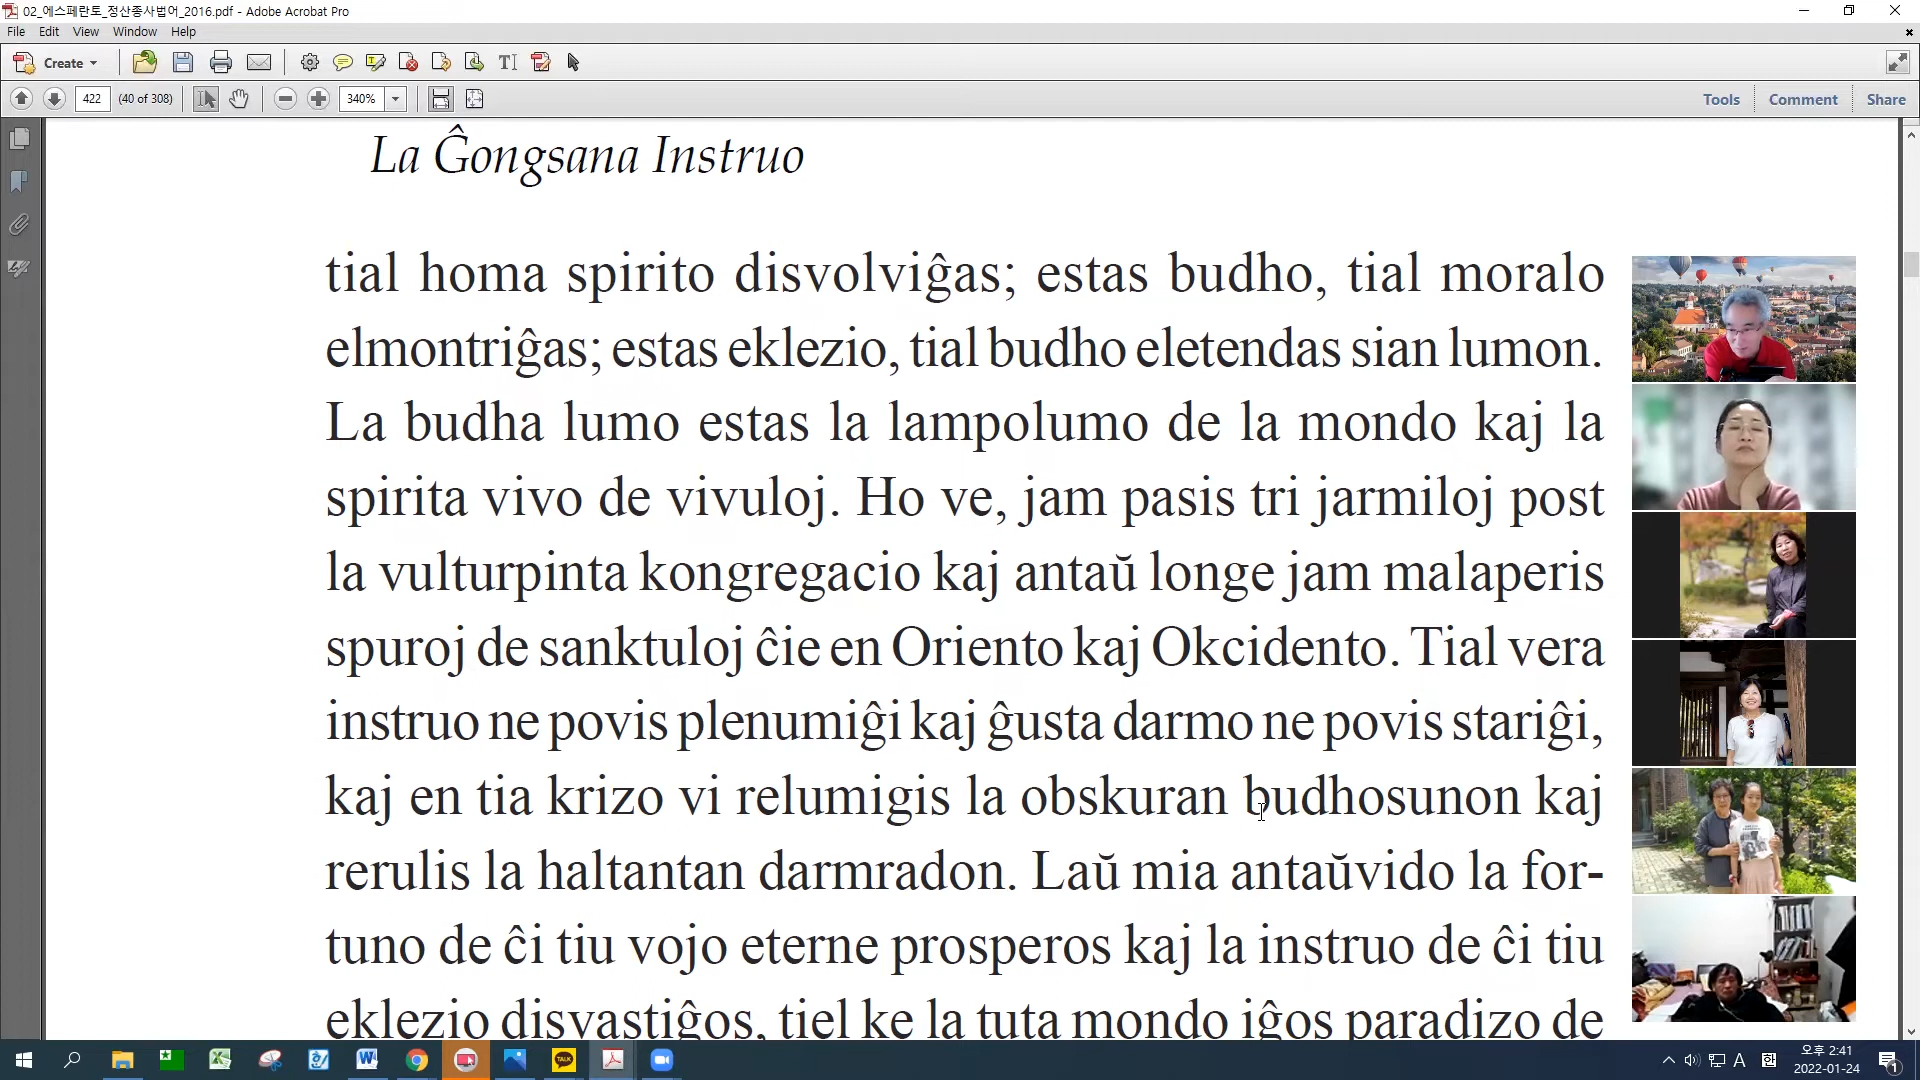 02_에스페란토_정산종사법어_2016.pdf - Adobe Acrobat Pro
File Edit View Window Help
Create
422 (40 of 308) 340% Tools Comment Share
La Ĝongsana Instruo
tial homa spirito disvolviĝas; estas budho, tial moralo
elmontriĝas; estas eklezio, tial budho eletendas sian lumon.
La budha lumo estas la lampolumo de la mondo kaj la
spirita vivo de vivuloj. Ho ve, jam pasis tri jarmiloj post
la vulturpinta kongregacio kaj antaŭ longe jam malaperis
spuroj de sanktuloj ĉie en Oriento kaj Okcidento. Tial vera
instruo ne povis plenumiĝi kaj ĝusta darmo ne povis stariĝi,
kaj en tia krizo vi relumigis la obskuran budhosunon kaj
rerulis la haltantan darmradon. Laŭ mia antaŭvido la for-
tuno de ĉi tiu vojo eterne prosperos kaj la instruo de ĉi tiu
eklezio disvastiĝos, tiel ke la tuta mondo iĝos paradizo de
TALK
A 한 오후 2:41
2022-01-24
1